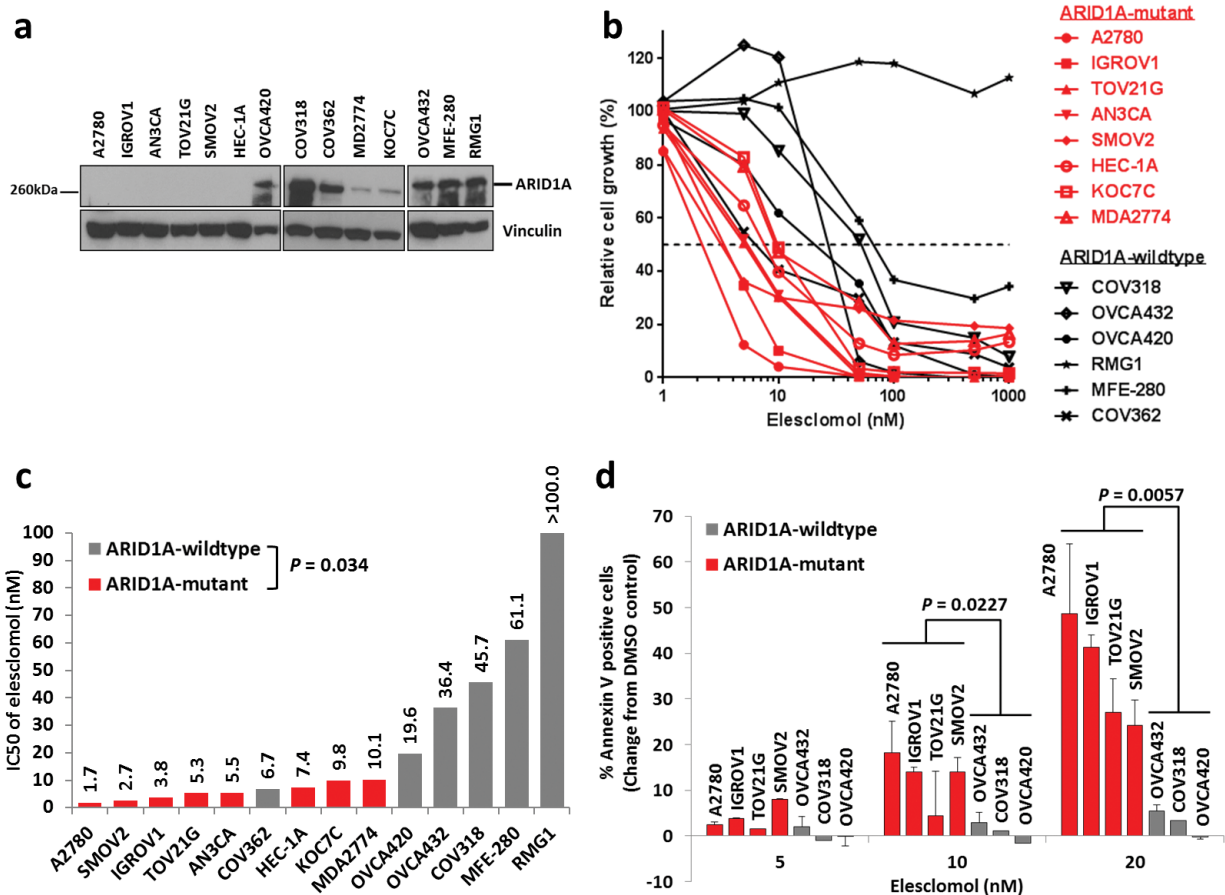 a
A2780
IGROV1
AN3CA
TOV21G
SMOV2
HEC-1A
OVCA420
COV318
COV362
MD2774
KOC7C
OVCA432
MFE-280
RMG1
260kDa
ARID1A
Vinculin
b
Relative cell growth (%)
120
100
80
60
40
20
0
1
10
100
1000
Elesclomol (nM)
ARID1A-mutant
A2780
IGROV1
TOV21G
AN3CA
SMOV2
HEC-1A
KOC7C
MDA2774
ARID1A-wildtype
COV318
OVCA432
OVCA420
RMG1
MFE-280
COV362
c
IC50 of elesclomol (nM)
100
90
80
70
60
50
40
30
20
10
0
ARID1A-wildtype
ARID1A-mutant
P = 0.034
1.7
2.7
3.8
5.3
5.5
6.7
7.4
9.8
10.1
19.6
36.4
45.7
61.1
>100.0
A2780
SMOV2
IGROV1
TOV21G
AN3CA
COV362
HEC-1A
KOC7C
MDA2774
OVCA420
OVCA432
COV318
MFE-280
RMG1
d
% Annexin V positive cells
(Change from DMSO control)
70
60
50
40
30
20
10
0
-10
ARID1A-wildtype
ARID1A-mutant
P = 0.0227
P = 0.0057
A2780
IGROV1
TOV21G
SMOV2
OVCA432
COV318
OVCA420
A2780
IGROV1
TOV21G
SMOV2
OVCA432
COV318
OVCA420
A2780
IGROV1
TOV21G
SMOV2
OVCA432
COV318
OVCA420
5
10
20
Elesclomol (nM)